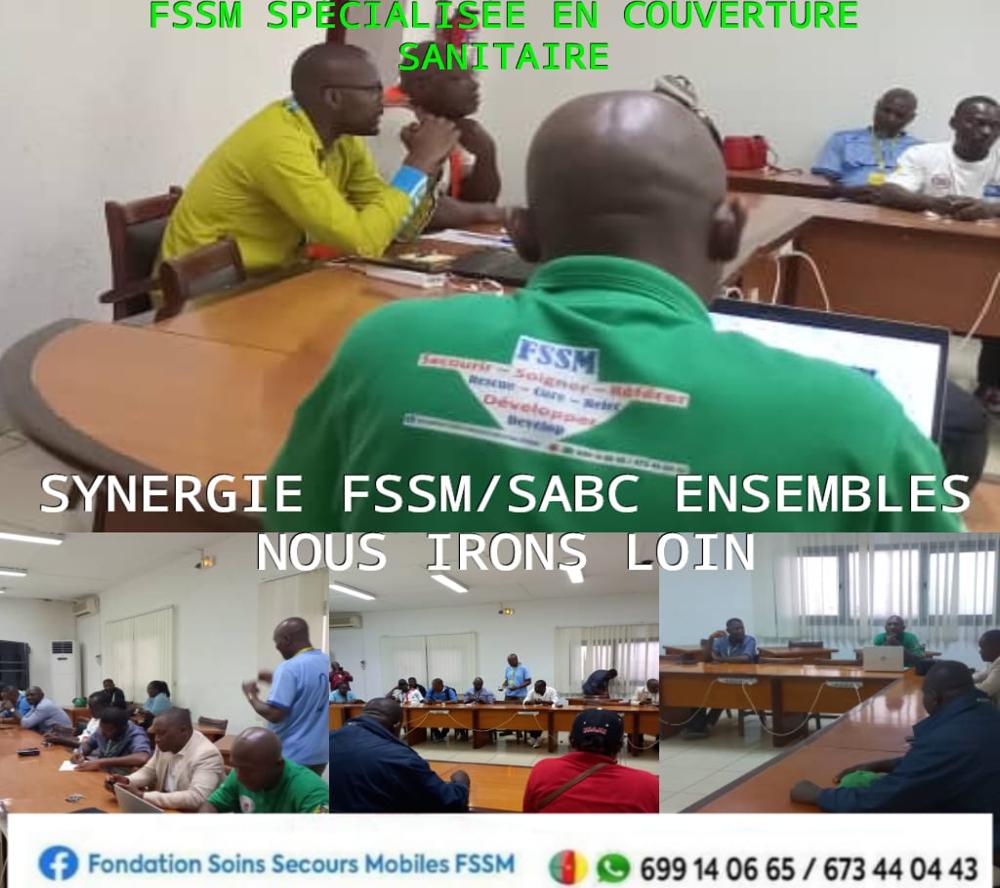 FSSM SPÉCIALISÉE EN COUVERTURE
SANITAIRE
FSSM
Secourir – Soigner – Référer
Rescue – Cure – Refer
Développer
Develop
SYNERGIE FSSM/SABC ENSEMBLES
NOUS IRONS LOIN
Fondation Soins Secours Mobiles FSSM
699 14 06 65 / 673 44 04 43